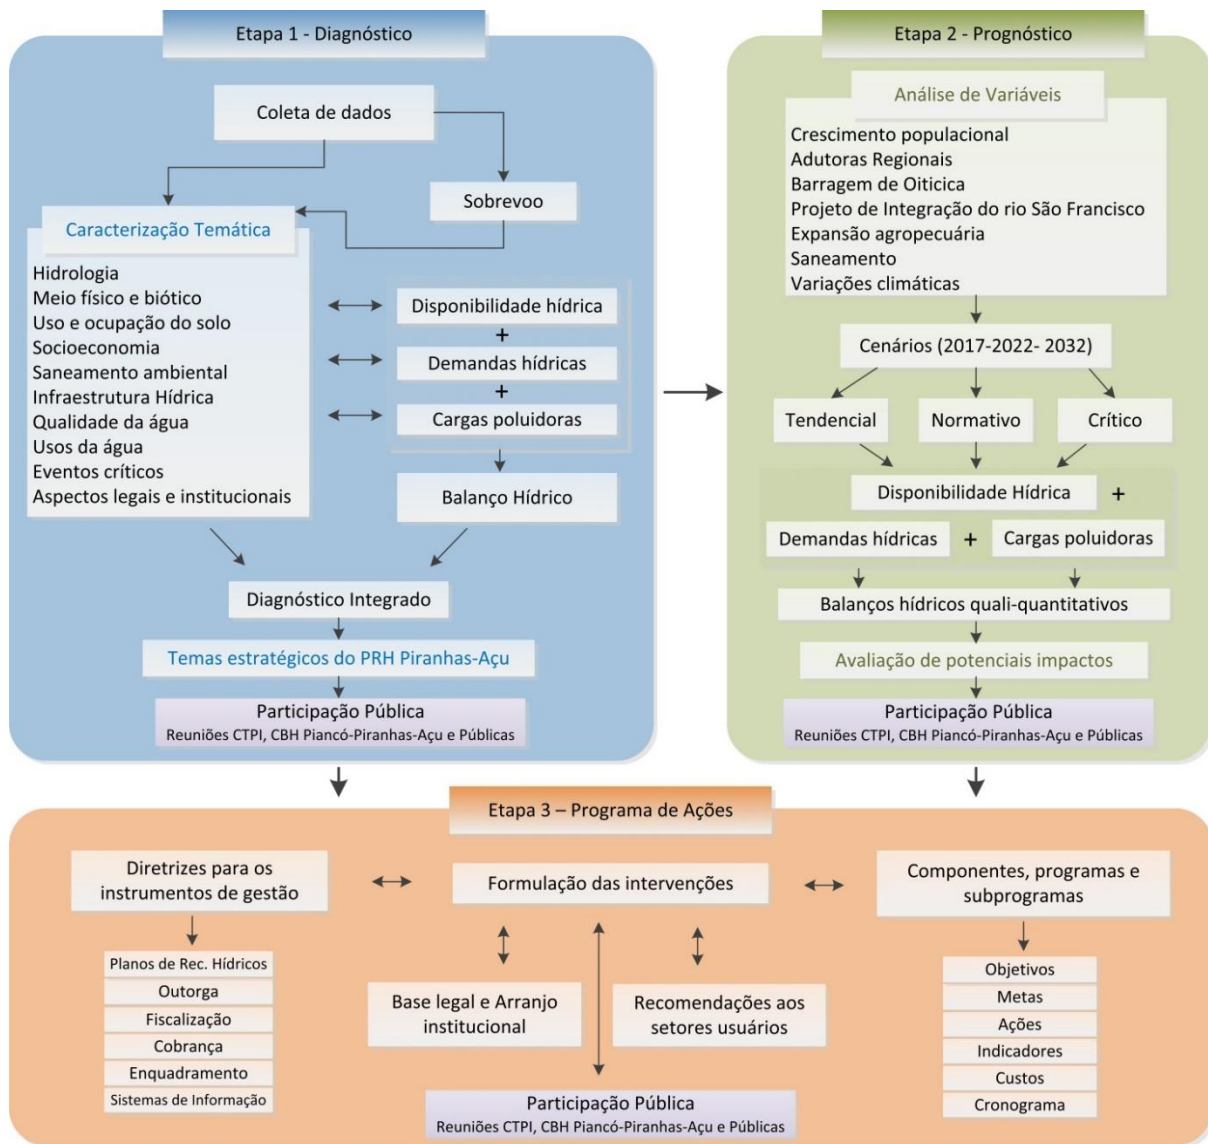 Etapa 1 - Diagnóstico
Coleta de dados
Sobrevoo
Caracterização Temática
Hidrologia
Meio físico e biótico
Uso e ocupação do solo
Socioeconomia
Saneamento ambiental
Infraestrutura Hídrica
Qualidade da água
Usos da água
Eventos críticos
Aspectos legais e institucionais
Disponibilidade hídrica
+
Demandas hídricas
+
Cargas poluidoras
Balanço Hídrico
Diagnóstico Integrado
Temas estratégicos do PRH Piranhas-Açu
Participação Pública
Reuniões CTPI, CBH Piancó-Piranhas-Açu e Públicas
Etapa 2 - Prognóstico
Análise de Variáveis
Crescimento populacional
Adutoras Regionais
Barragem de Oiticica
Projeto de Integração do rio São Francisco
Expansão agropecuária
Saneamento
Variações climáticas
Cenários (2017-2022- 2032)
Tendencial
Normativo
Crítico
Disponibilidade Hídrica +
Demandas hídricas + Cargas poluidoras
Balanços hídricos quali-quantitativos
Avaliação de potenciais impactos
Participação Pública
Reuniões CTPI, CBH Piancó-Piranhas-Açu e Públicas
Etapa 3 – Programa de Ações
Diretrizes para os
instrumentos de gestão
Planos de Rec. Hídricos
Outorga
Fiscalização
Cobrança
Enquadramento
Sistemas de Informação
Formulação das intervenções
Base legal e Arranjo
institucional
Recomendações aos
setores usuários
Participação Pública
Reuniões CTPI, CBH Piancó-Piranhas-Açu e Públicas
Componentes, programas e
subprogramas
Objetivos
Metas
Ações
Indicadores
Custos
Cronograma